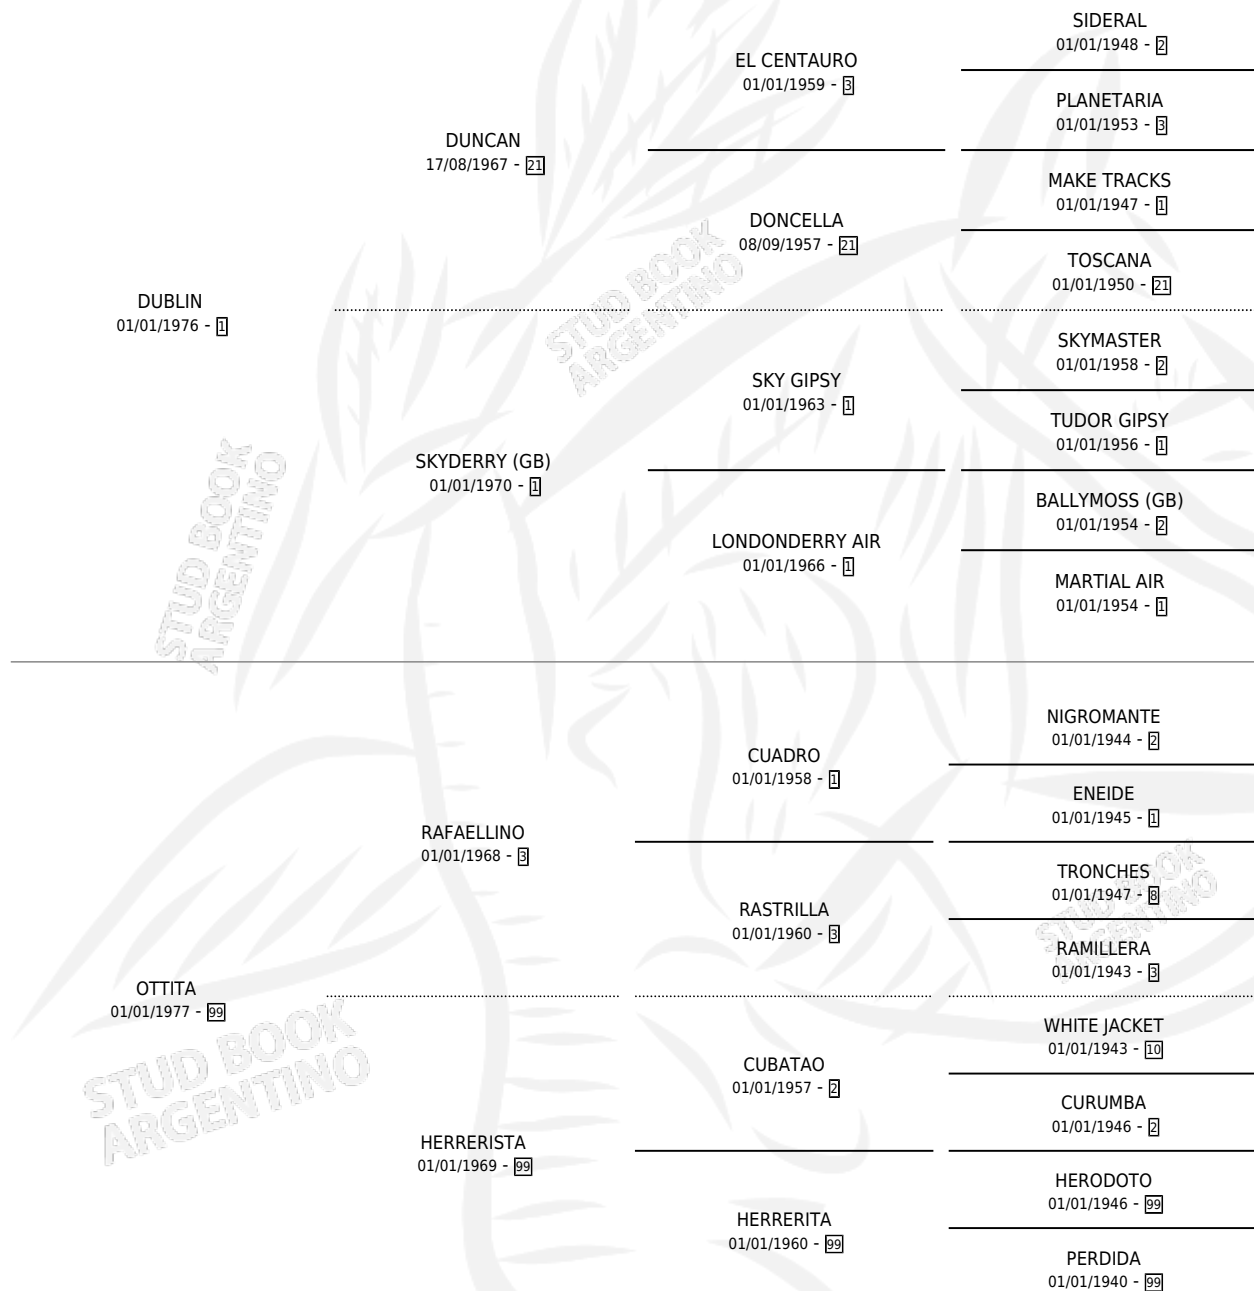 SIDERAL
01/01/1948 - 2
EL CENTAURO
01/01/1959 - 3
PLANETARIA
01/01/1953 - 3
DUNCAN
17/08/1967 - 21
MAKE TRACKS
01/01/1947 - 1
DONCELLA
08/09/1957 - 21
TOSCANA
01/01/1950 - 21
DUBLIN
01/01/1976 - 1
SKYMASTER
01/01/1958 - 2
SKY GIPSY
01/01/1963 - 1
TUDOR GIPSY
01/01/1956 - 1
SKYDERRY (GB)
01/01/1970 - 1
BALLYMOSS (GB)
01/01/1954 - 2
LONDONDERRY AIR
01/01/1966 - 1
MARTIAL AIR
01/01/1954 - 1
NIGROMANTE
01/01/1944 - 2
CUADRO
01/01/1958 - 1
ENEIDE
01/01/1945 - 1
RAFAELLINO
01/01/1968 - 3
TRONCHES
01/01/1947 - 8
RASTRILLA
01/01/1960 - 3
RAMILLERA
01/01/1943 - 3
OTTITA
01/01/1977 - 99
WHITE JACKET
01/01/1943 - 10
CUBATAO
01/01/1957 - 2
CURUMBA
01/01/1946 - 2
HERRERISTA
01/01/1969 - 99
HERODOTO
01/01/1946 - 99
HERRERITA
01/01/1960 - 99
PERDIDA
01/01/1940 - 99
STUD BOOK
ARGENTINO
STUD BOOK
ARGENTINO
STUD BOOK
ARGENTINO
STUD BOOK
ARGENTINO